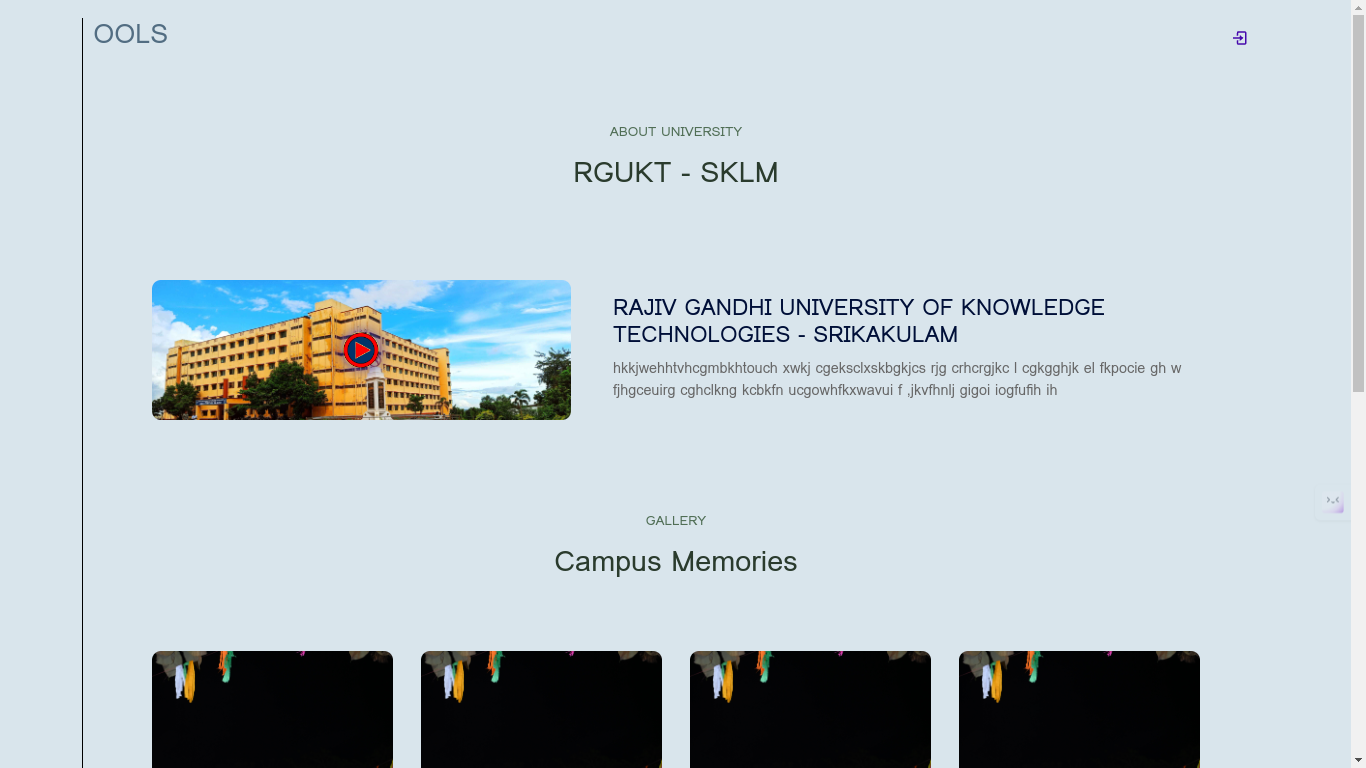 OOLS
ABOUT UNIVERSITY
RGUKT - SKLM
RAJIV GANDHI UNIVERSITY OF KNOWLEDGE
TECHNOLOGIES - SRIKAKULAM
hkkjwehhtvhcgmbkhtouch xwkj cgeksclxskbgkjcs rjg crhcrgjkc l cgkgghjk el fkpocie gh w
fjhgceuirg cghclkng kcbkfn ucgowhfkxwavui f ,jkvfhnlj gigoi iogfufih ih
GALLERY
Campus Memories